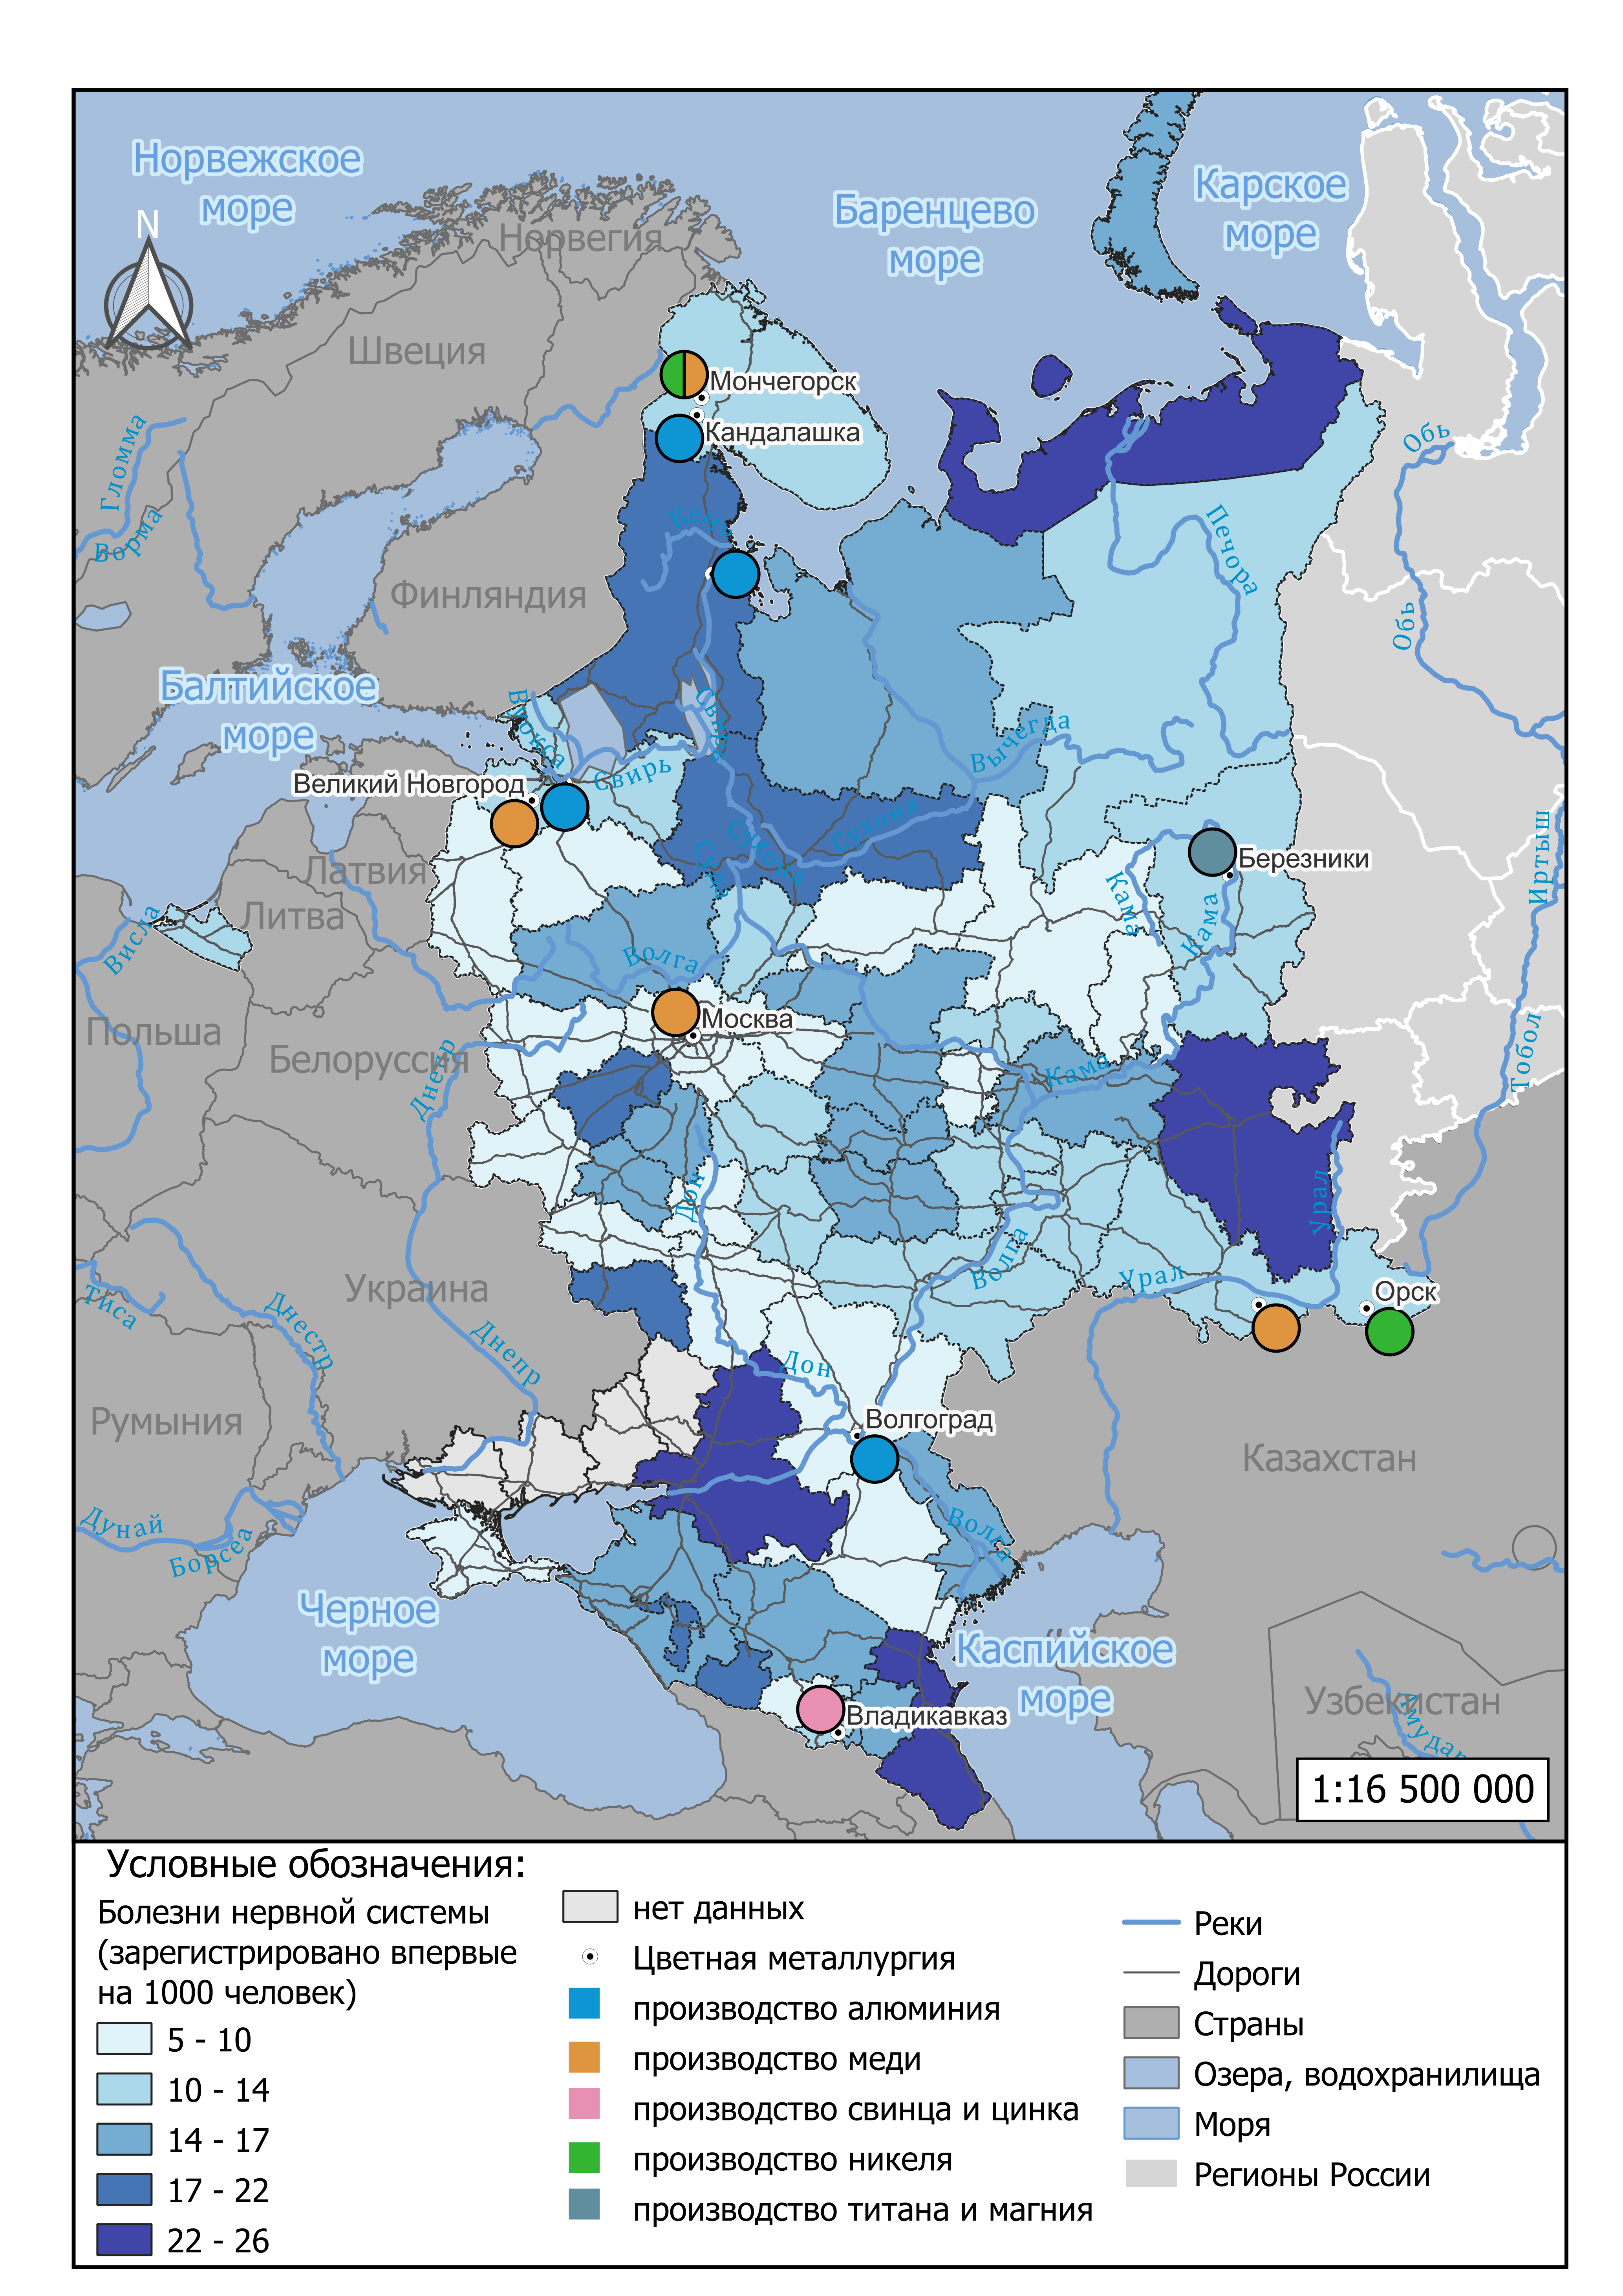 Норвежское
море
N
Баренцево
море
Карское
море
Норвегия
Швеция
Мончегорск
Кандалашка
Гломма
Ворма
Обь
Кемь
Печора
Финляндия
Обь
Балтийское
море
Вуокса
Свирь
Свирь
Вычегда
Великий Новгород
Сухона
Сухона
Суда
Березники
Иртыш
Латвия
Литва
Висла
Кама
Кама
Волга
Москва
Польша
Белоруссия
Днепр
Кама
Тобол
Дон
Урал
Волга
Урал
Орск
Украина
Тиса
Днестр
Днепр
Дон
Румыния
Волгоград
Казахстан
Дунай
Борсеа
Волга
Черное
море
Каспийское
море
Узбекистан
Владикавказ
1:16 500 000
Условные обозначения:
Болезни нервной системы
(зарегистрировано впервые
на 1000 человек)
5 - 10
10 - 14
14 - 17
17 - 22
22 - 26
нет данных
Цветная металлургия
производство алюминия
производство меди
производство свинца и цинка
производство никеля
производство титана и магния
Реки
Дороги
Страны
Озера, водохранилища
Моря
Регионы России